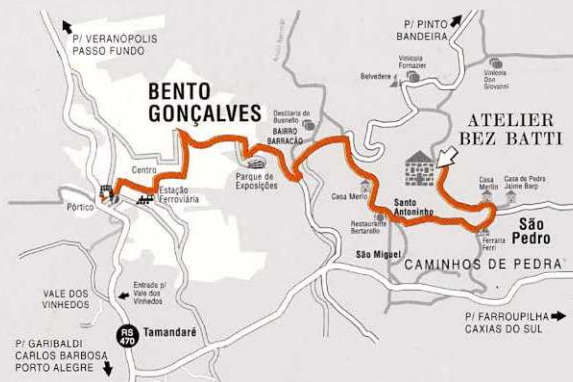 P/ VERANÓPOLIS
PASSO FUNDO
P/ PINTO
BANDEIRA
Vinícola
Fornazier
Belvedere
Vinícola
Don
Giovanni
BENTO
GONÇALVES
Destilaria do
Busnello
BAIRRO
BARRACÃO
ATELIER
BEZ BATTI
Centro
Parque de
Exposições
Estação
Ferroviária
Pórtico
Casa Merlo
Santo
Antoninho
Casa
Merlin
Casa de Pedra
Jaime Barp
Restaurante
Bertarello
São Miguel
São
Pedro
Ferraria
Ferri
CAMINHOS DE PEDRA
VALE DOS
VINHEDOS
Entrada p/
Vale dos
Vinhedos
RS
470
Tamandaré
P/ GARIBALDI
CARLOS BARBOSA
PORTO ALEGRE
P/ FARROUPILHA
CAXIAS DO SUL